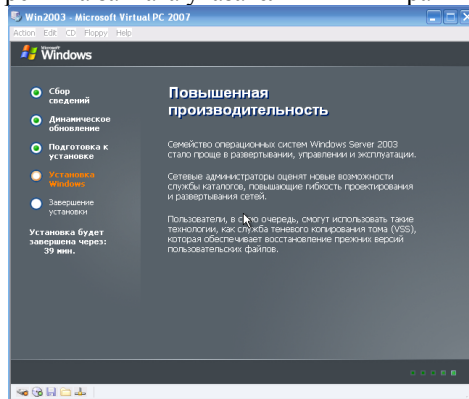 Win2003 - Microsoft Virtual PC 2007
Action Edit CD Floppy Help
Microsoft
Windows
Сбор
сведений
Динамическое
обновление
Подготовка к
установке
Установка
Windows
Завершение
установки
Установка будет
завершена через:
39 мин.
Повышенная
производительность
Семейство операционных систем Windows Server 2003
стало проще в развертывании, управлении и эксплуатации.
Сетевые администраторы оценят новые возможности
службы каталогов, повышающие гибкость проектирования
и развертывания сетей.
Пользователи, в свою очередь, смогут использовать такие
технологии, как служба теневого копирования тома (VSS),
которая обеспечивает восстановление прежних версий
пользовательских файлов.